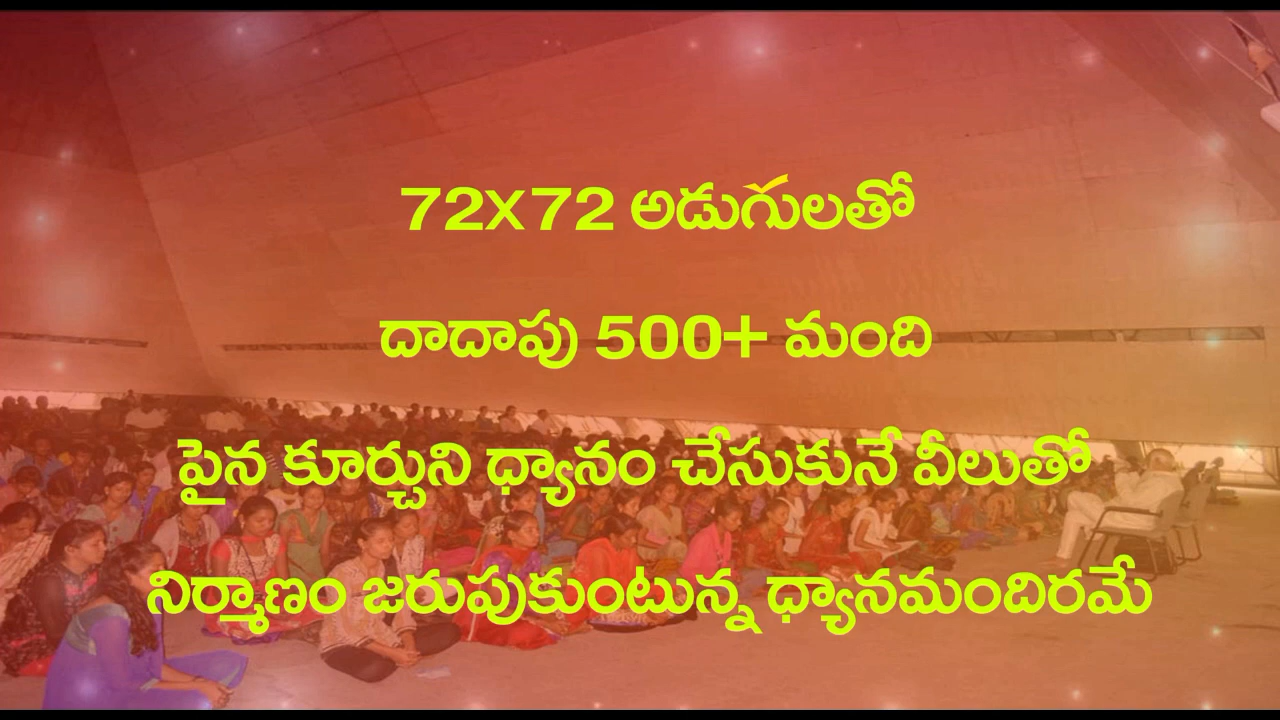 72X72 అడుగులతో
దాదాపు 500+ మంది
పైన కూర్చుని ధ్యానం చేసుకునే వీలుతో
నిర్మాణం జరుపుకుంటున్న ధ్యానమందిరమే